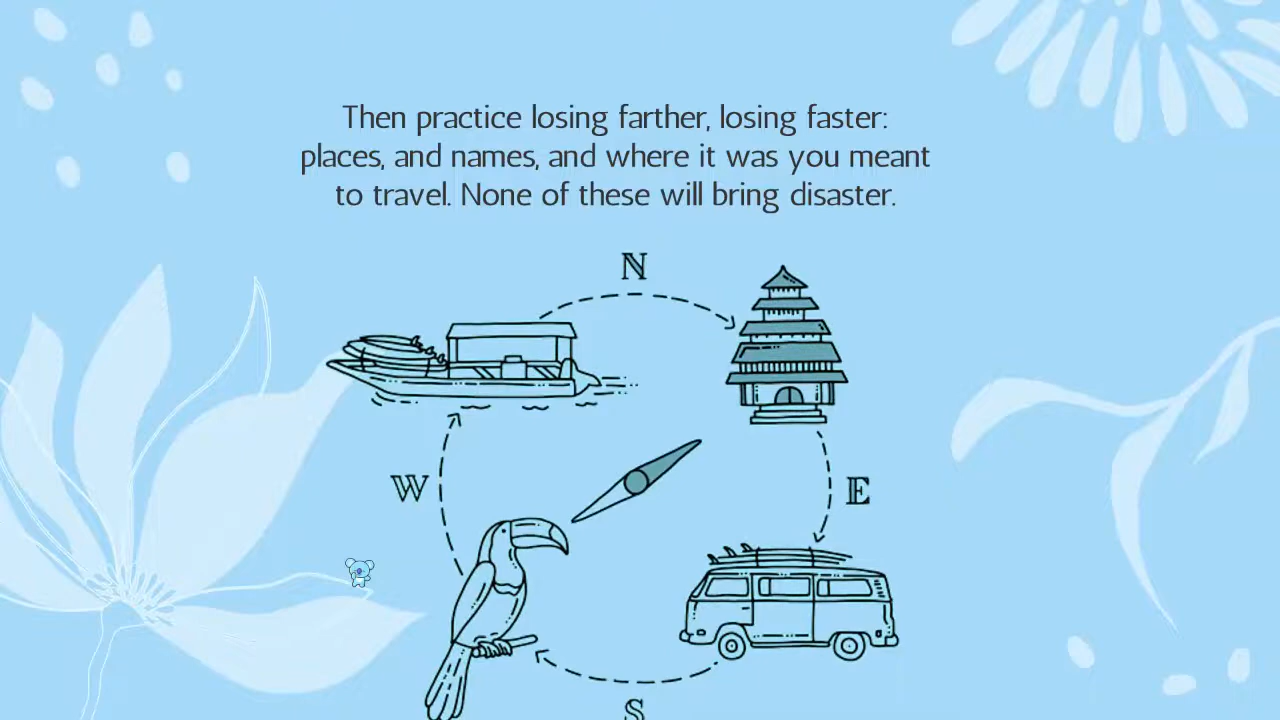 Then practice losing farther, losing faster:
places, and names, and where it was you meant
to travel. None of these will bring disaster.
N
W
E
S